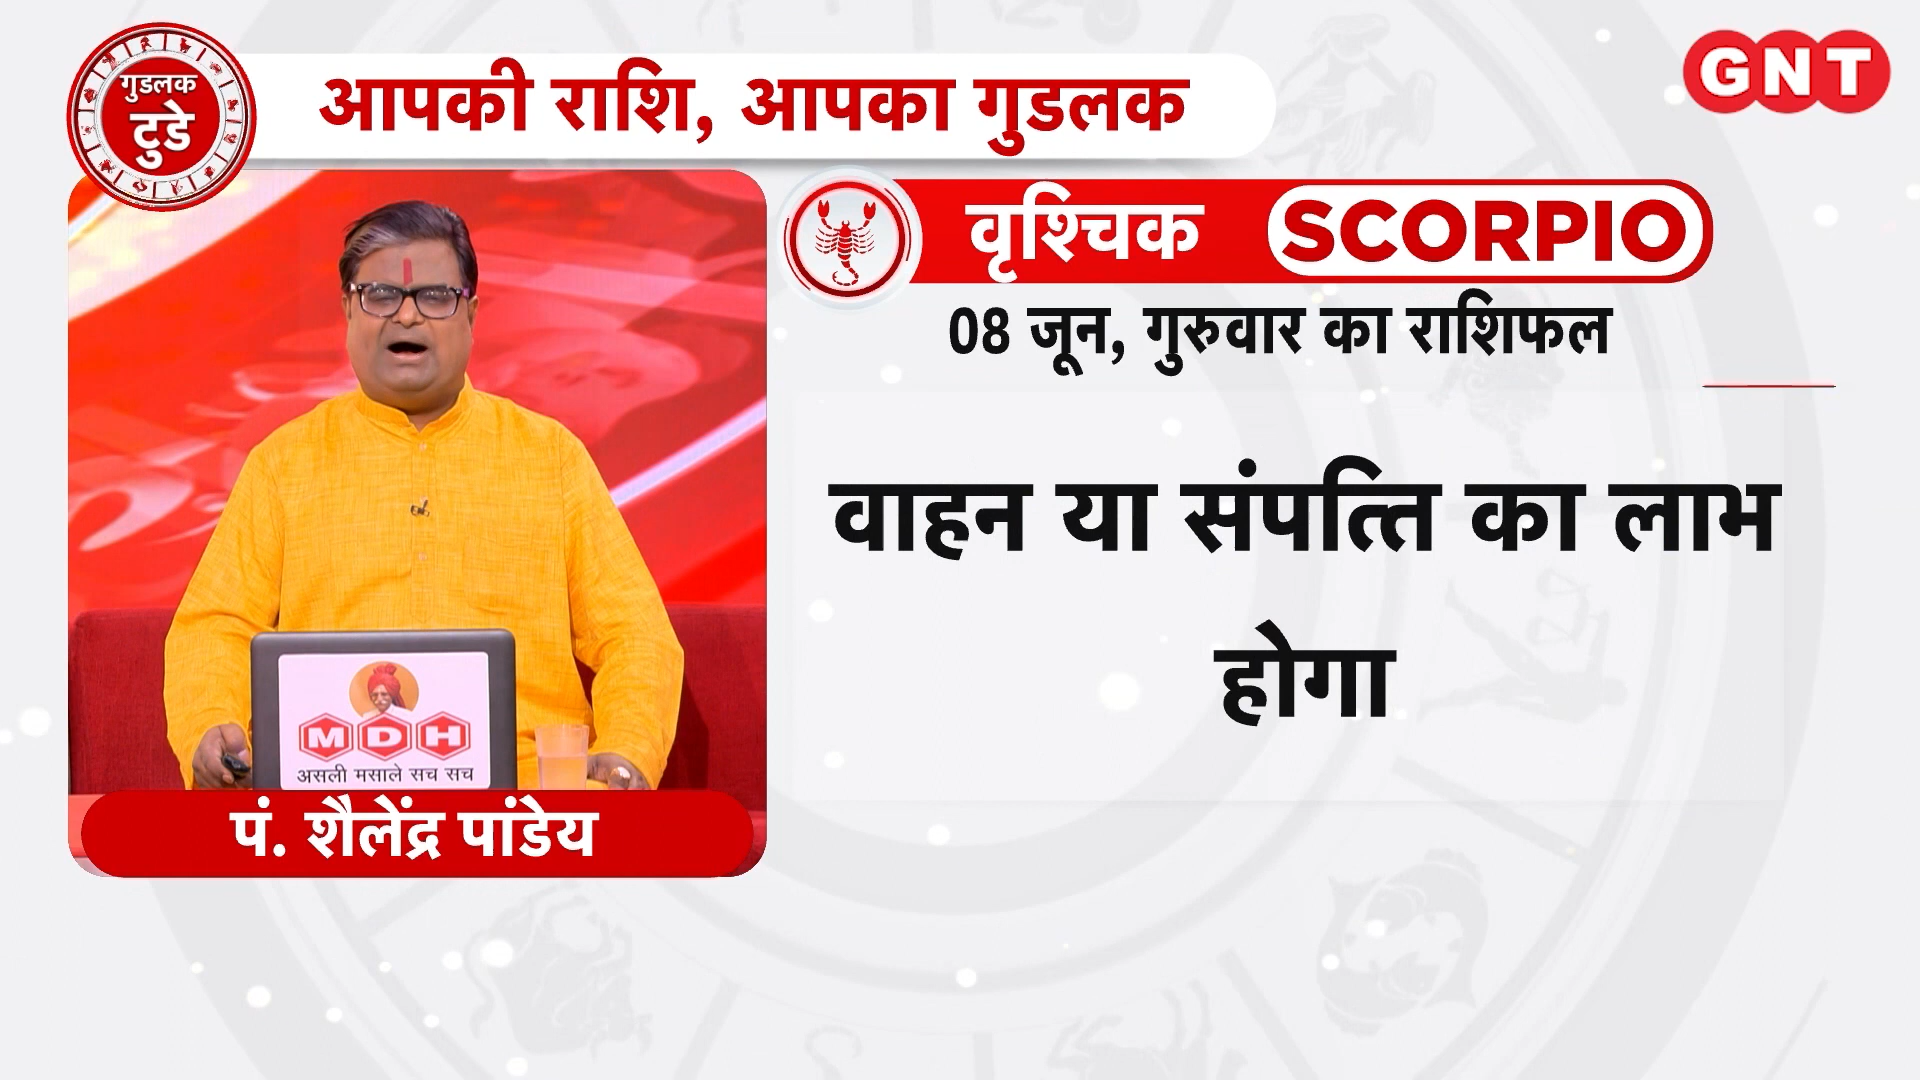 गुडलक
टुडे
आपकी राशि, आपका गुडलक
GNT
वृश्चिक SCORPIO
08 जून, गुरुवार का राशिफल
वाहन या संपत्ति का लाभ
होगा
MDH
असली मसाले सच सच
पं. शैलेंद्र पांडेय